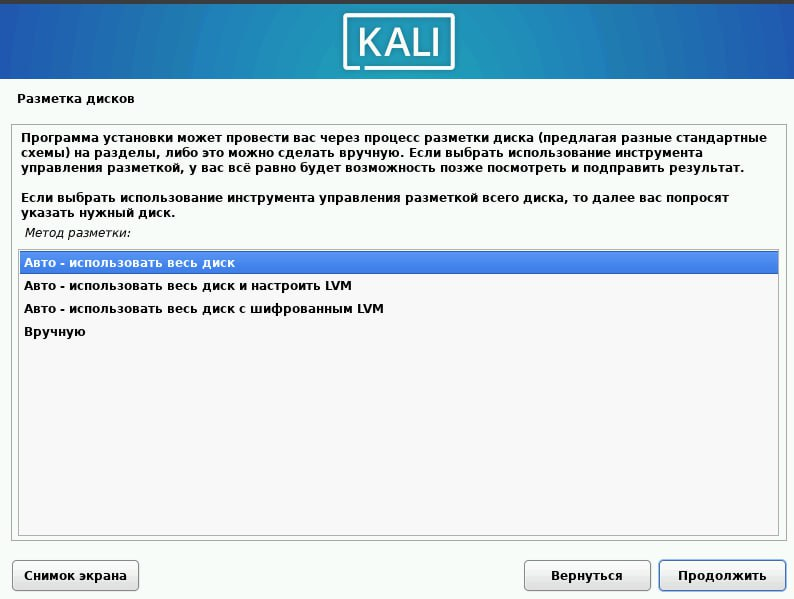 KALI
Разметка дисков
Программа установки может провести вас через процесс разметки диска (предлагая разные стандартные
схемы) на разделы, либо это можно сделать вручную. Если выбрать использование инструмента
управления разметкой, у вас всё равно будет возможность позже посмотреть и подправить результат.
Если выбрать использование инструмента управления разметкой всего диска, то далее вас попросят
указать нужный диск.
Метод разметки:
Авто - использовать весь диск
Авто - использовать весь диск и настроить LVM
Авто - использовать весь диск с шифрованным LVM
Вручную
Снимок экрана
Вернуться
Продолжить